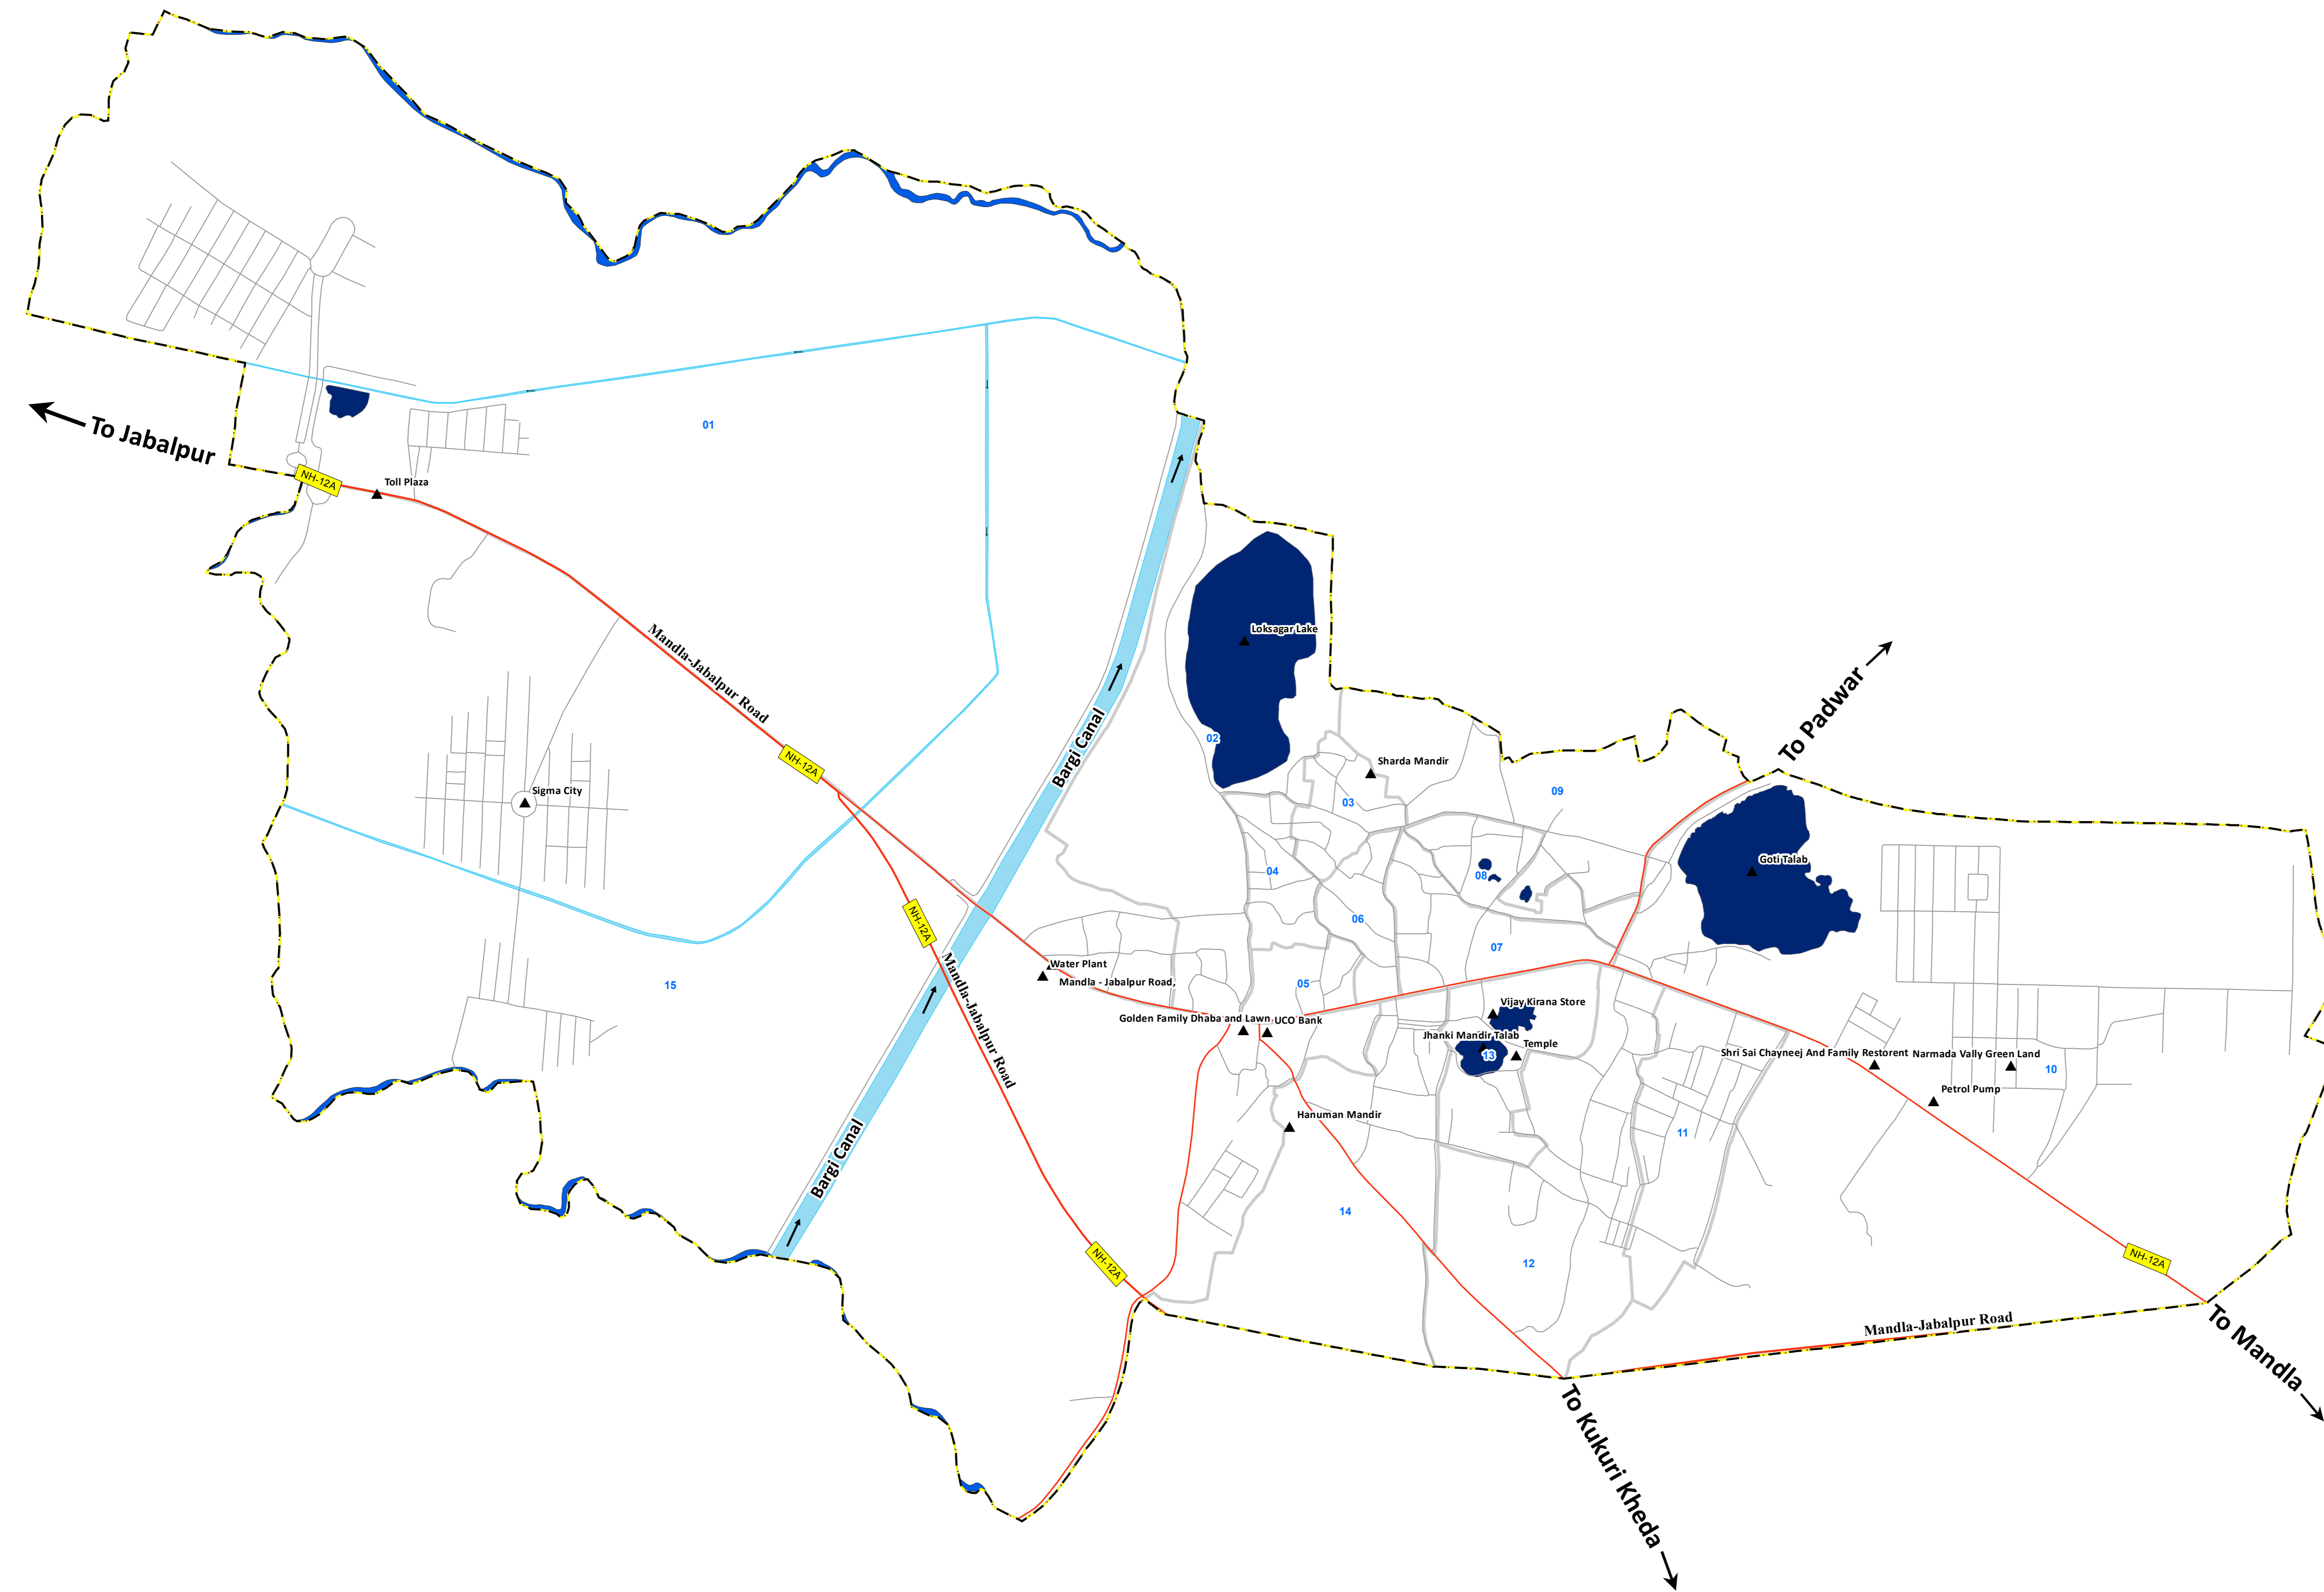 To Jabalpur
01
NH-12A
Toll Plaza
Mandla-Jabalpur Road
NH-12A
Sigma City
Bargi Canal
Loksagar Lake
02
Sharda Mandir
03
To Padwar
09
Goti Talab
04
08
06
07
NH-12A
Water Plant
Mandla - Jabalpur Road,
05
15
Mandla-Jabalpur Road
Golden Family Dhaba and Lawn
UCO Bank
Vijay Kirana Store
Jhanki Mandir Talab
Temple
13
Shri Sai Chayneej And Family Restorent
Narmada Vally Green Land
10
Petrol Pump
Hanuman Mandir
11
Bargi Canal
14
12
NH-12A
NH-12A
Mandla-Jabalpur Road
To Mandla
To Kukuri Kheda